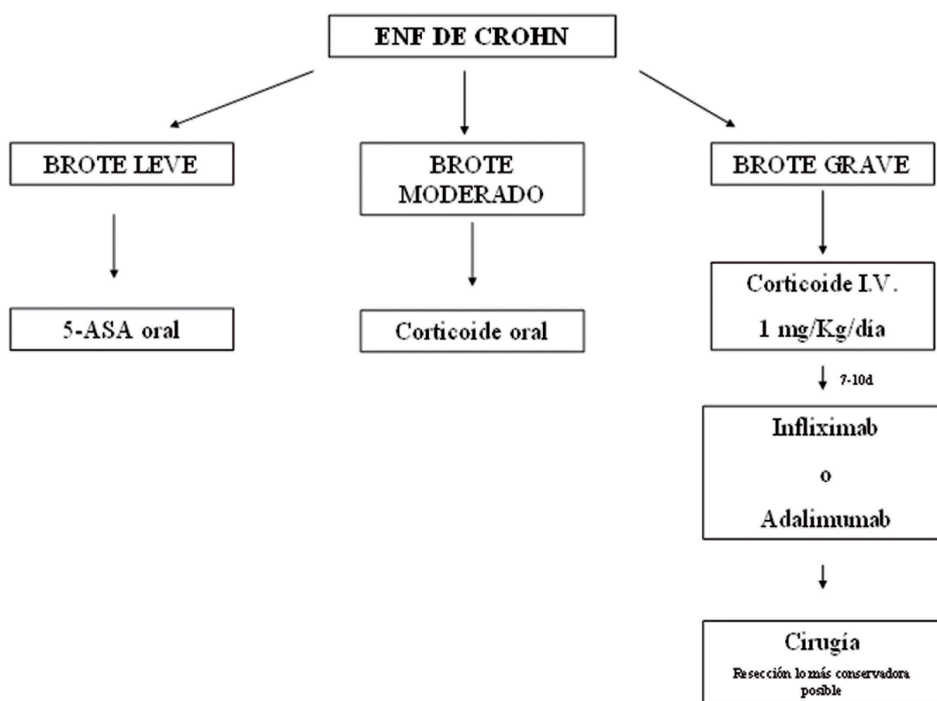 ENF DE CROHN
BROTE LEVE
BROTE
MODERADO
BROTE GRAVE
5-ASA oral
Corticoide oral
Corticoide I.V.
1 mg/Kg/día
7-10d
Infliximab
o
Adalimumab
Cirugía
Resección lo más conservadora
posible